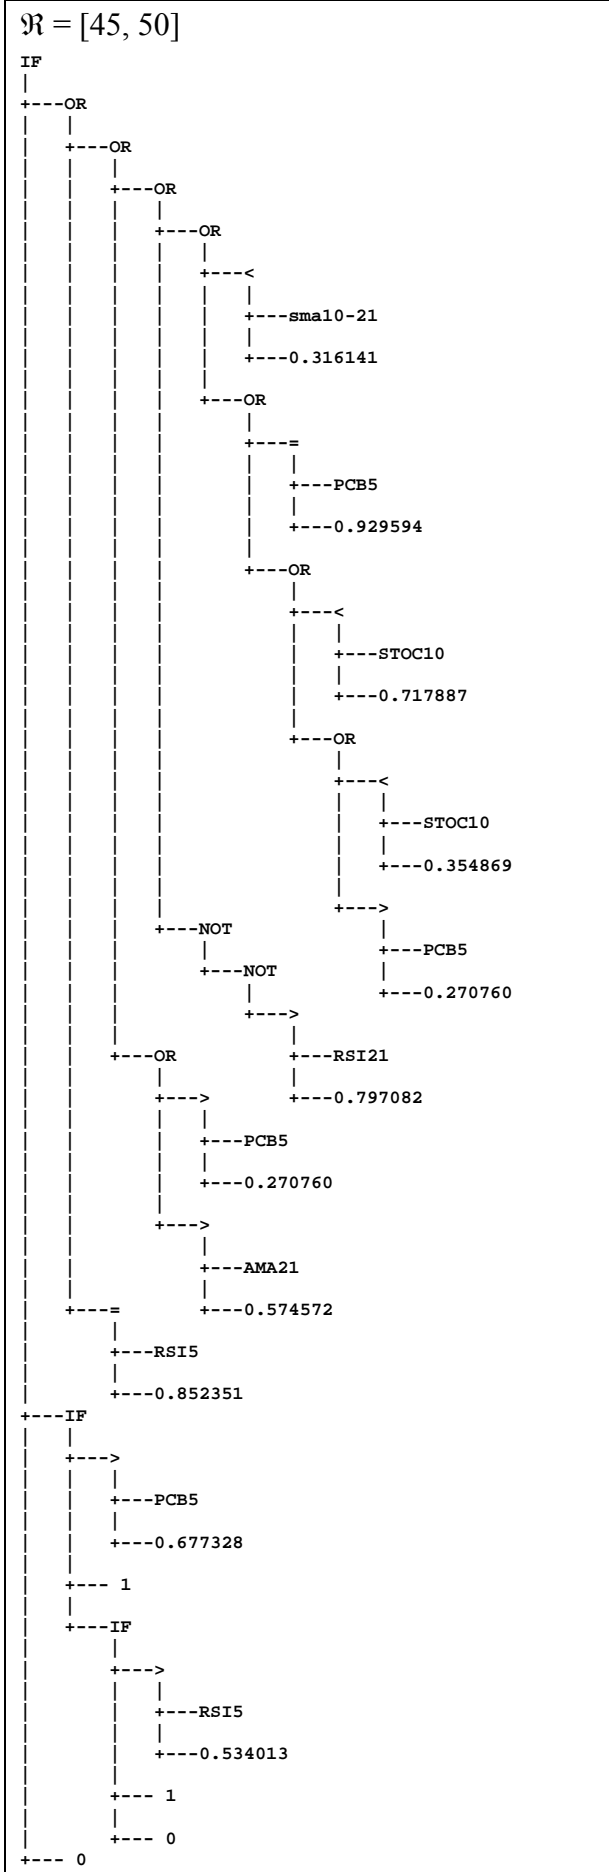 ℜ = [45, 50]
IF
|
+---OR
|   |
|   +---OR
|   |   |
|   |   +---OR
|   |   |   |
|   |   |   +---OR
|   |   |   |   |
|   |   |   |   +---<
|   |   |   |   |   |
|   |   |   |   |   +---sma10-21
|   |   |   |   |   |
|   |   |   |   |   +---0.316141
|   |   |   |   |
|   |   |   |   +---OR
|   |   |   |       |
|   |   |   |       +---=
|   |   |   |       |   |
|   |   |   |       |   +---PCB5
|   |   |   |       |   |
|   |   |   |       |   +---0.929594
|   |   |   |       |
|   |   |   |       +---OR
|   |   |   |           |
|   |   |   |           +---<
|   |   |   |           |   |
|   |   |   |           |   +---STOC10
|   |   |   |           |   |
|   |   |   |           |   +---0.717887
|   |   |   |           |
|   |   |   |           +---OR
|   |   |   |               |
|   |   |   |               +---<
|   |   |   |               |   |
|   |   |   |               |   +---STOC10
|   |   |   |               |   |
|   |   |   |               |   +---0.354869
|   |   |   |               |
|   |   |   |               +--->
|   |   |   +---NOT             |
|   |   |       |               +---PCB5
|   |   |       +---NOT         |
|   |   |           |           +---0.270760
|   |   |           +--->
|   |   |               |
|   |   +---OR          +---RSI21
|   |       |           |
|   |       +--->       +---0.797082
|   |       |   |
|   |       |   +---PCB5
|   |       |   |
|   |       |   +---0.270760
|   |       |
|   |       +--->
|   |           |
|   |           +---AMA21
|   |           |
|   +---=       +---0.574572
|       |
|       +---RSI5
|       |
|       +---0.852351
+---IF
|   |
|   +--->
|   |   |
|   |   +---PCB5
|   |   |
|   |   +---0.677328
|   |
|   +--- 1
|   |
|   +---IF
|       |
|       +--->
|       |   |
|       |   +---RSI5
|       |   |
|       |   +---0.534013
|       |
|       +--- 1
|       |
|       +--- 0
+--- 0